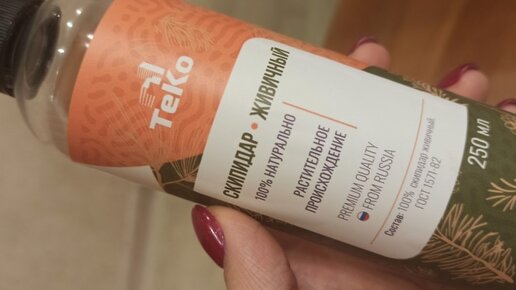 TeKo
СКИПИДАР • ЖИВИЧНЫЙ
100% НАТУРАЛЬНО
РАСТИТЕЛЬНОЕ
ПРОИСХОЖДЕНИЕ
PREMIUM QUALITY
FROM RUSSIA
Состав: 100% скипидар живичный
ГОСТ 1571-82
250 МЛ